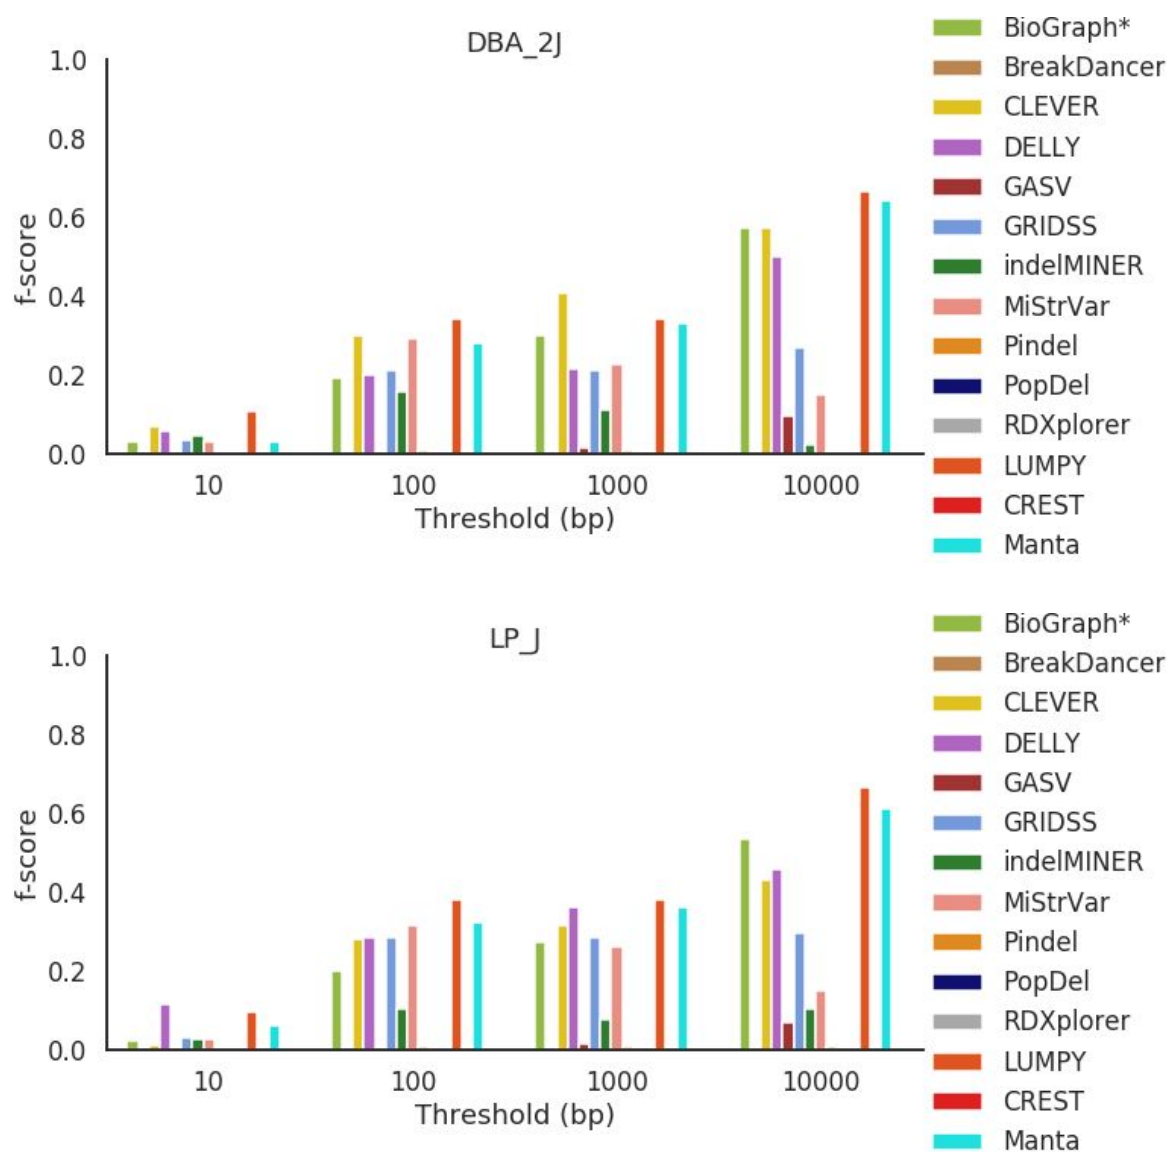 DBA_2J
1.0
0.8
0.6
0.4
0.2
0.0
f-score
10 100 1000 10000
Threshold (bp)
BioGraph*
BreakDancer
CLEVER
DELLY
GASV
GRIDSS
indelMINER
MiStrVar
Pindel
PopDel
RDXplorer
LUMPY
CREST
Manta
LP_J
1.0
0.8
0.6
0.4
0.2
0.0
f-score
10 100 1000 10000
Threshold (bp)
BioGraph*
BreakDancer
CLEVER
DELLY
GASV
GRIDSS
indelMINER
MiStrVar
Pindel
PopDel
RDXplorer
LUMPY
CREST
Manta